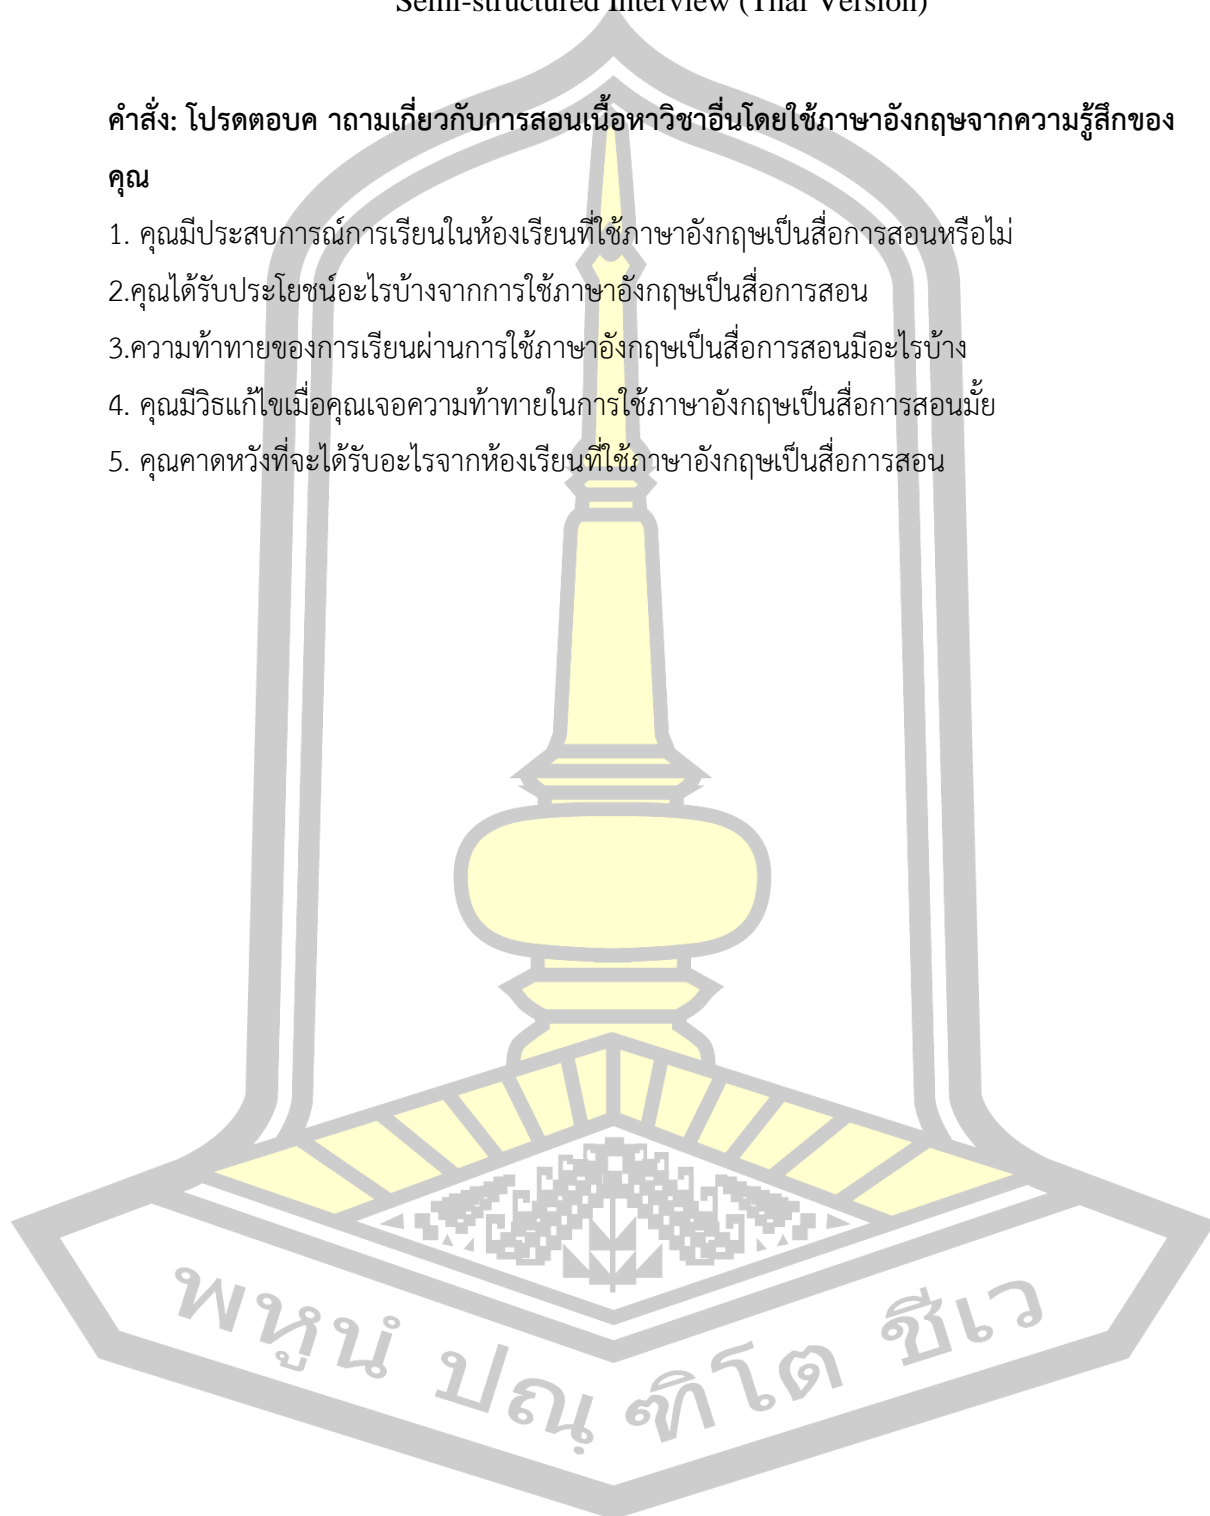 Semi-structured Interview (Thai Version)
คำสั่ง: โปรดตอบค าถามเกี่ยวกับการสอนเนื้อหาวิชาอื่นโดยใช้ภาษาอังกฤษจากความรู้สึกของ
คุณ
1. คุณมีประสบการณ์การเรียนในห้องเรียนที่ใช้ภาษาอังกฤษเป็นสื่อการสอนหรือไม่
2.คุณได้รับประโยชน์อะไรบ้างจากการใช้ภาษาอังกฤษเป็นสื่อการสอน
3.ความท้าทายของการเรียนผ่านการใช้ภาษาอังกฤษเป็นสื่อการสอนมีอะไรบ้าง
4. คุณมีวิธแก้ไขเมื่อคุณเจอความท้าทายในการใช้ภาษาอังกฤษเป็นสื่อการสอนมั้ย
5. คุณคาดหวังที่จะได้รับอะไรจากห้องเรียนที่ใช้ภาษาอังกฤษเป็นสื่อการสอน
พหูนํ ปณฺ ฑิโต ชีเว